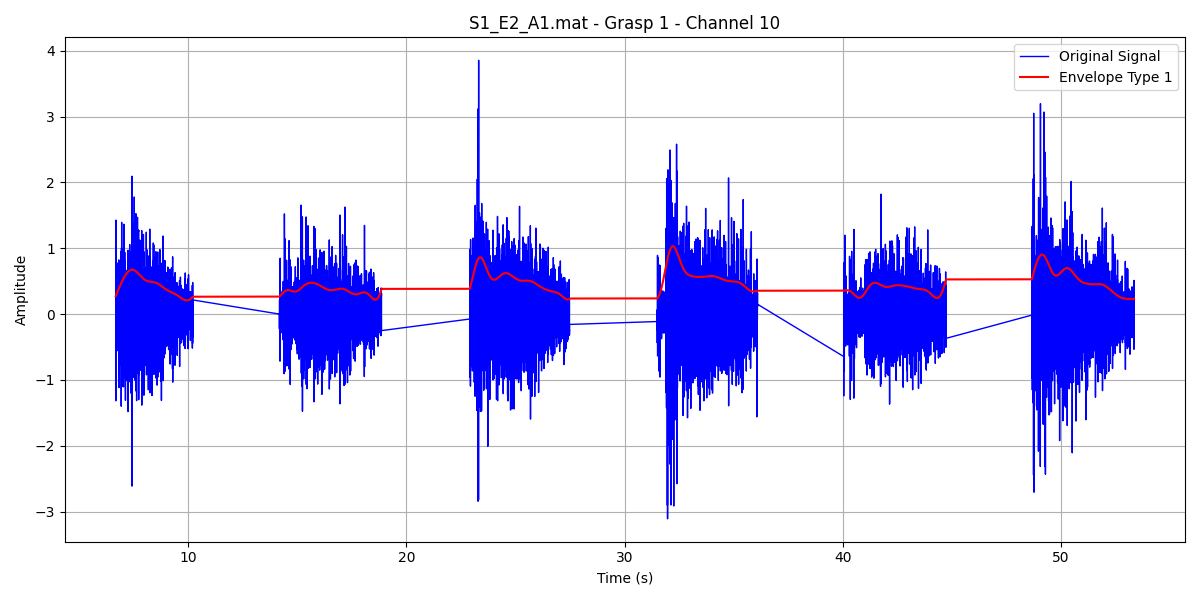 S1_E2_A1.mat - Grasp 1 - Channel 10
Original Signal
Envelope Type 1
Amplitude
4
3
2
1
0
−1
−2
−3
10 20 30 40 50
Time (s)